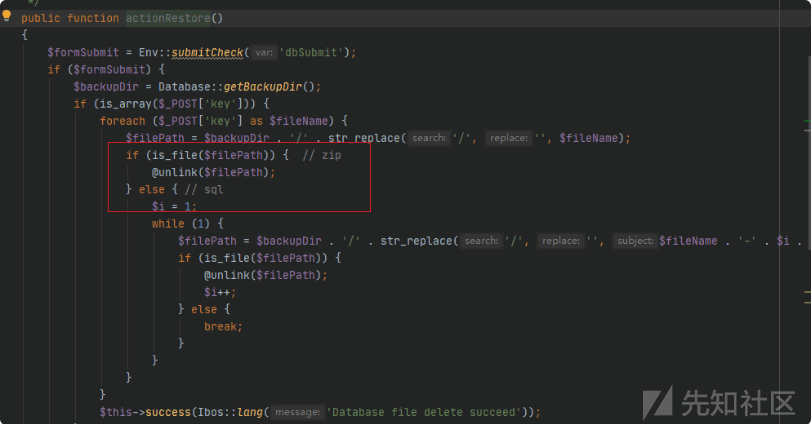 */
public function actionRestore()
{
$formSubmit = Env::submitCheck( var: 'dbSubmit');
if ($formSubmit) {
$backupDir = Database::getBackupDir();
if (is_array($_POST['key'])) {
foreach ($_POST['key'] as $fileName) {
$filePath = $backupDir . '/' . str_replace( search: '/', replace: '', $fileName);
if (is_file($filePath)) { // zip
@unlink($filePath);
} else { // sql
$i = 1;
while (1) {
$filePath = $backupDir . '/' . str_replace( search: '/', replace: '', subject: $fileName . '-' . $i .
if (is_file($filePath)) {
@unlink($filePath);
$i++;
} else {
break;
}
}
}
}
$this->success(Ibos::lang( message: 'Database file delete succeed'));
先知社区